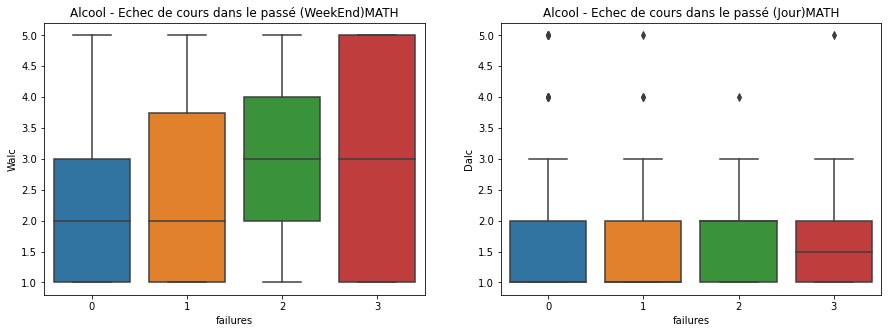 Alcool - Echec de cours dans le passé (WeekEnd)MATH
5.0
4.5
4.0
3.5
3.0
2.5
2.0
1.5
1.0
Walc
0 1 2 3
failures
Alcool - Echec de cours dans le passé (Jour)MATH
5.0
4.5
4.0
3.5
3.0
2.5
2.0
1.5
1.0
Dalc
0 1 2 3
failures